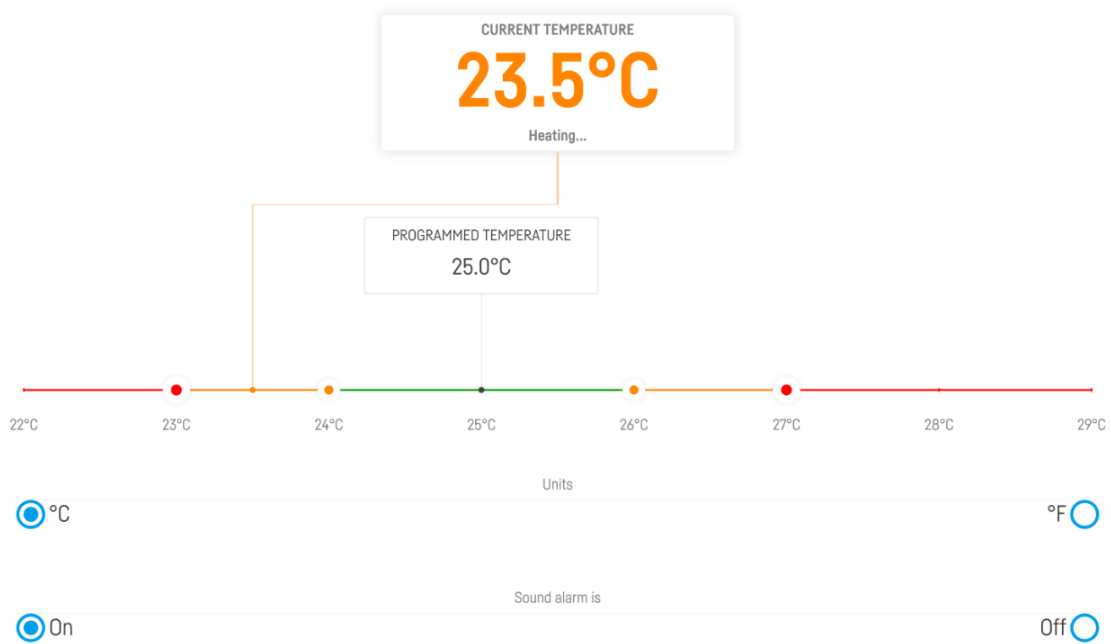 CURRENT TEMPERATURE
23.5°C
Heating...
PROGRAMMED TEMPERATURE
25.0°C
22°C 23°C 24°C 25°C 26°C 27°C 28°C 29°C
Units
°C °F
Sound alarm is
On Off